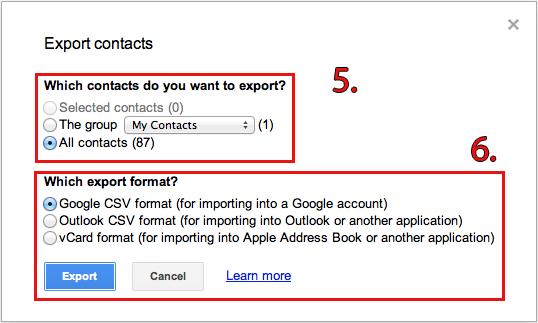 Export contacts
×
Which contacts do you want to export?
5.
Selected contacts (0)
The group My Contacts (1)
All contacts (87)
6.
Which export format?
Google CSV format (for importing into a Google account)
Outlook CSV format (for importing into Outlook or another application)
vCard format (for importing into Apple Address Book or another application)
Export Cancel Learn more